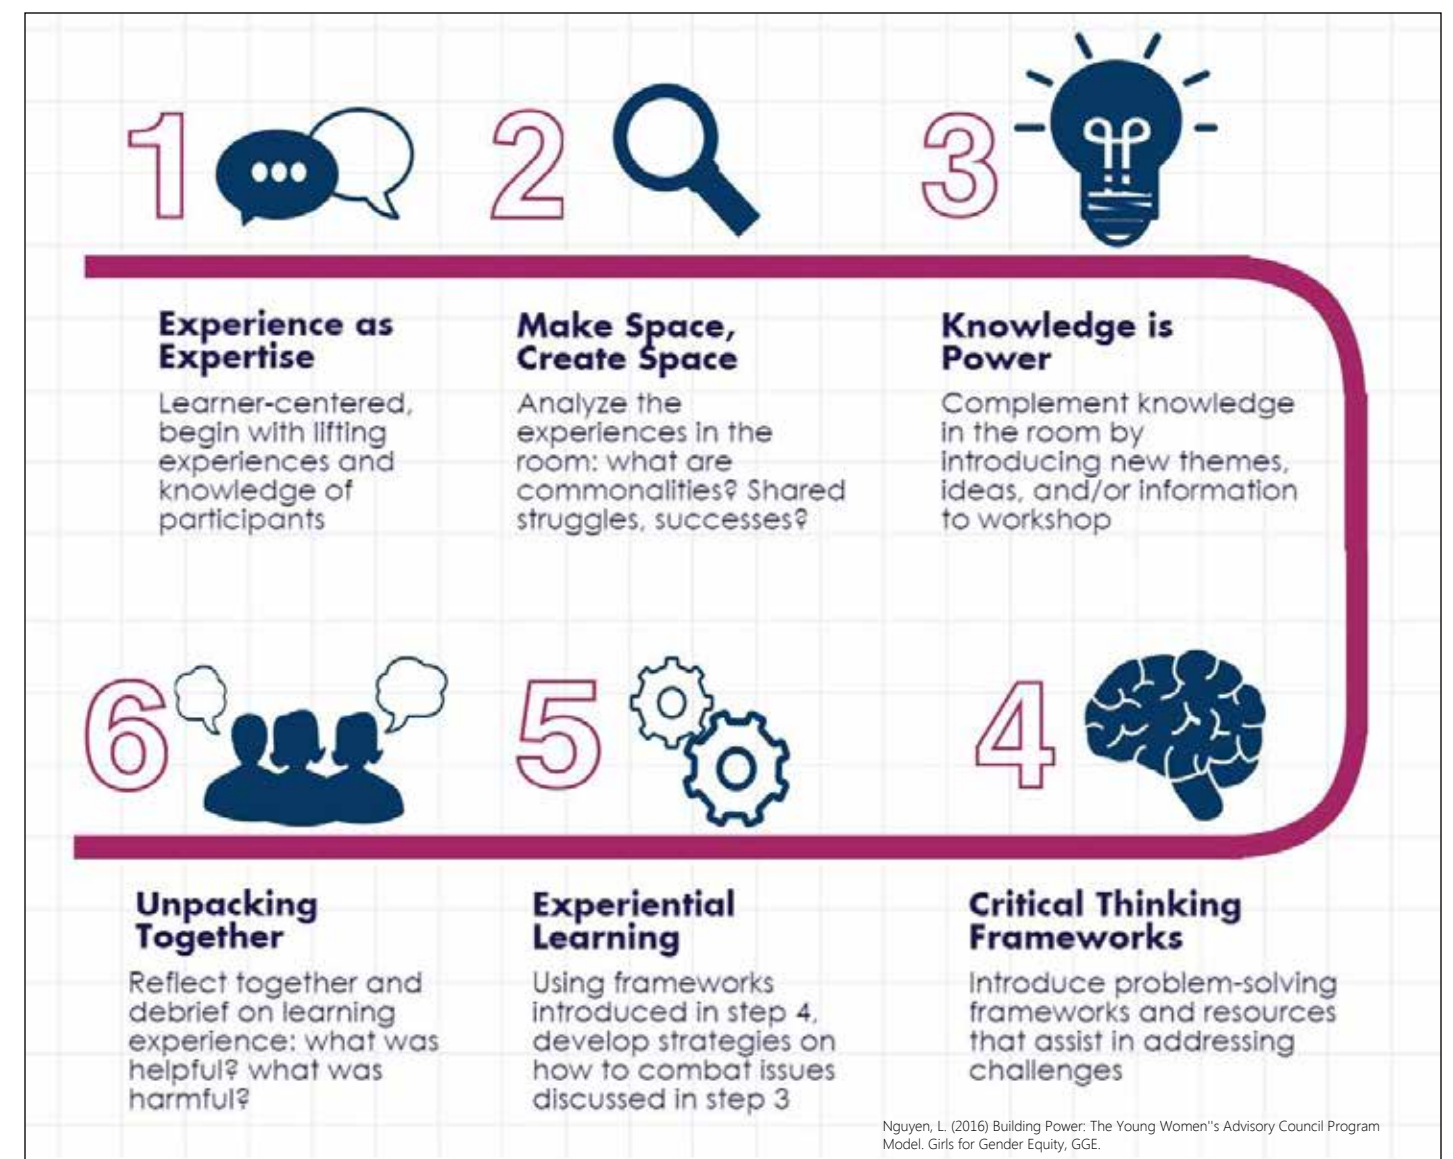 1
2
3
Experience as
Expertise
Learner-centered,
begin with lifting
experiences and
knowledge of
participants
Make Space,
Create Space
Analyze the
experiences in the
room: what are
commonalities? Shared
struggles, successes?
Knowledge is
Power
Complement knowledge
in the room by
introducing new themes,
ideas, and/or information
to workshop
4
Critical Thinking
Frameworks
Introduce problem-solving
frameworks and resources
that assist in addressing
challenges
5
Experiential
Learning
Using frameworks
introduced in step 4,
develop strategies on
how to combat issues
discussed in step 3
6
Unpacking
Together
Reflect together and
debrief on learning
experience: what was
helpful? what was
harmful?
Nguyen, L. (2016) Building Power: The Young Women''s Advisory Council Program
Model. Girls for Gender Equity, GGE.